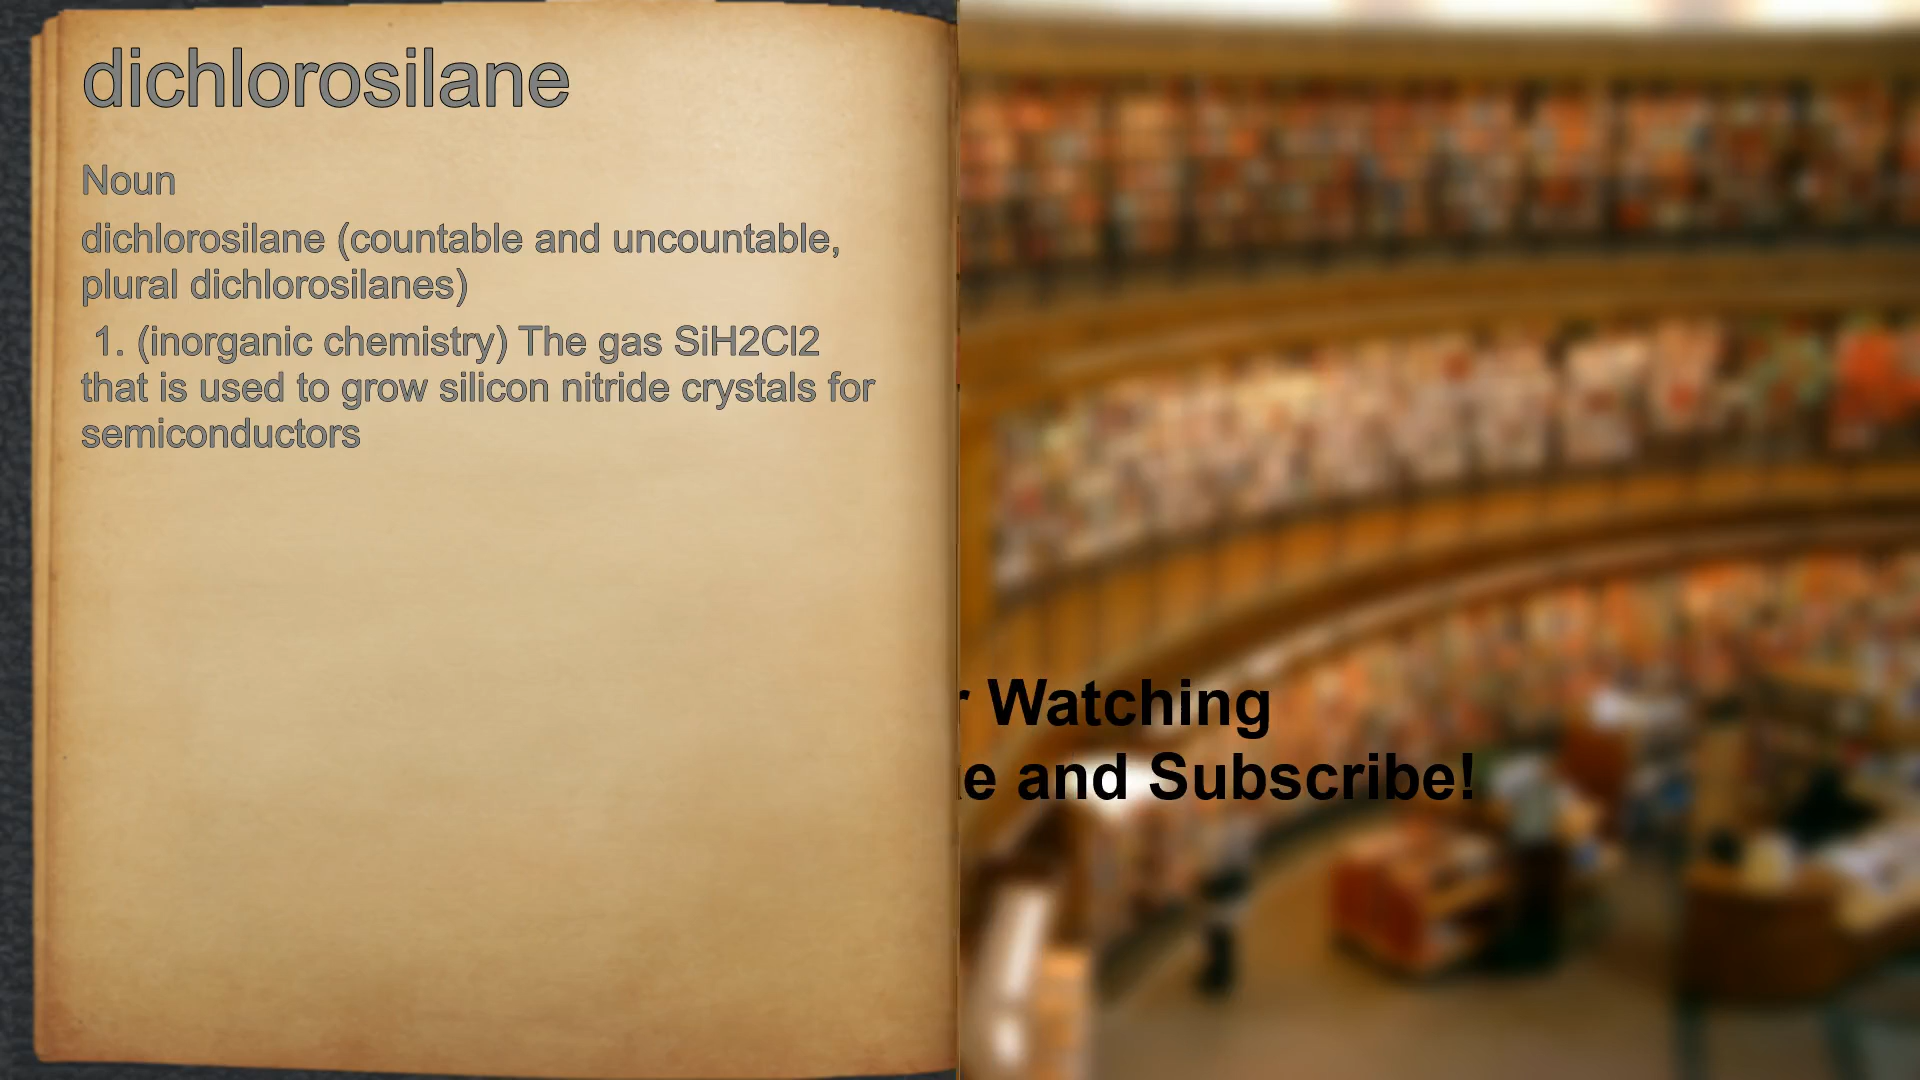 dichlorosilane
Noun
dichlorosilane (countable and uncountable,
plural dichlorosilanes)
1. (inorganic chemistry) The gas SiH2Cl2
that is used to grow silicon nitride crystals for
semiconductors
Watching
and Subscribe!